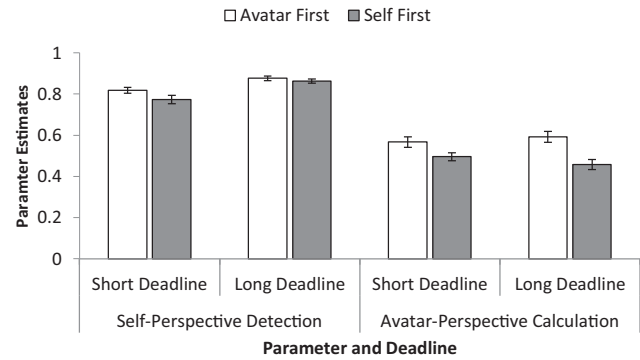 Avatar First Self First
Paramter Estimates
1
0.8
0.6
0.4
0.2
0
Short Deadline Long Deadline Short Deadline Long Deadline
Self-Perspective Detection Avatar-Perspective Calculation
Parameter and Deadline